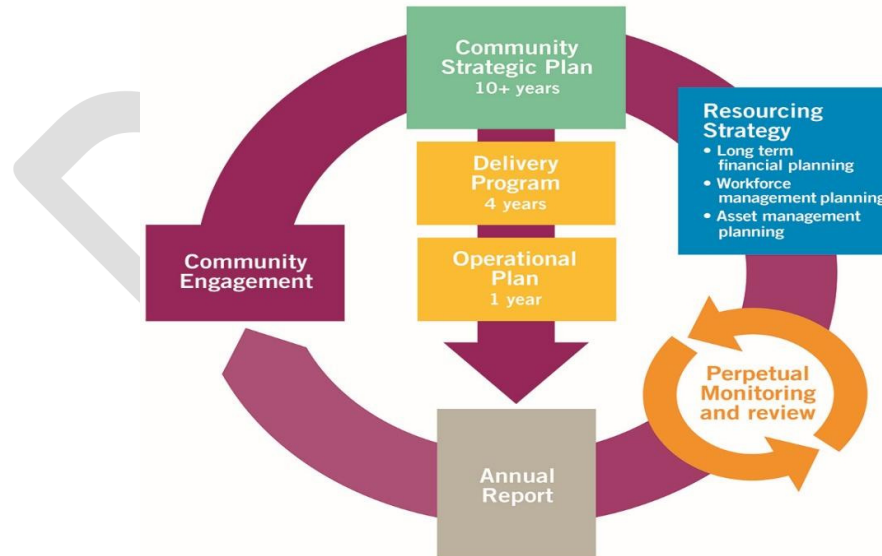 Community
Strategic Plan
10+ years
Resourcing
Strategy
• Long term
financial planning
• Workforce
management planning
• Asset management
planning
Delivery
Program
4 years
Community
Engagement
Operational
Plan
1 year
Perpetual
Monitoring
and review
Annual
Report